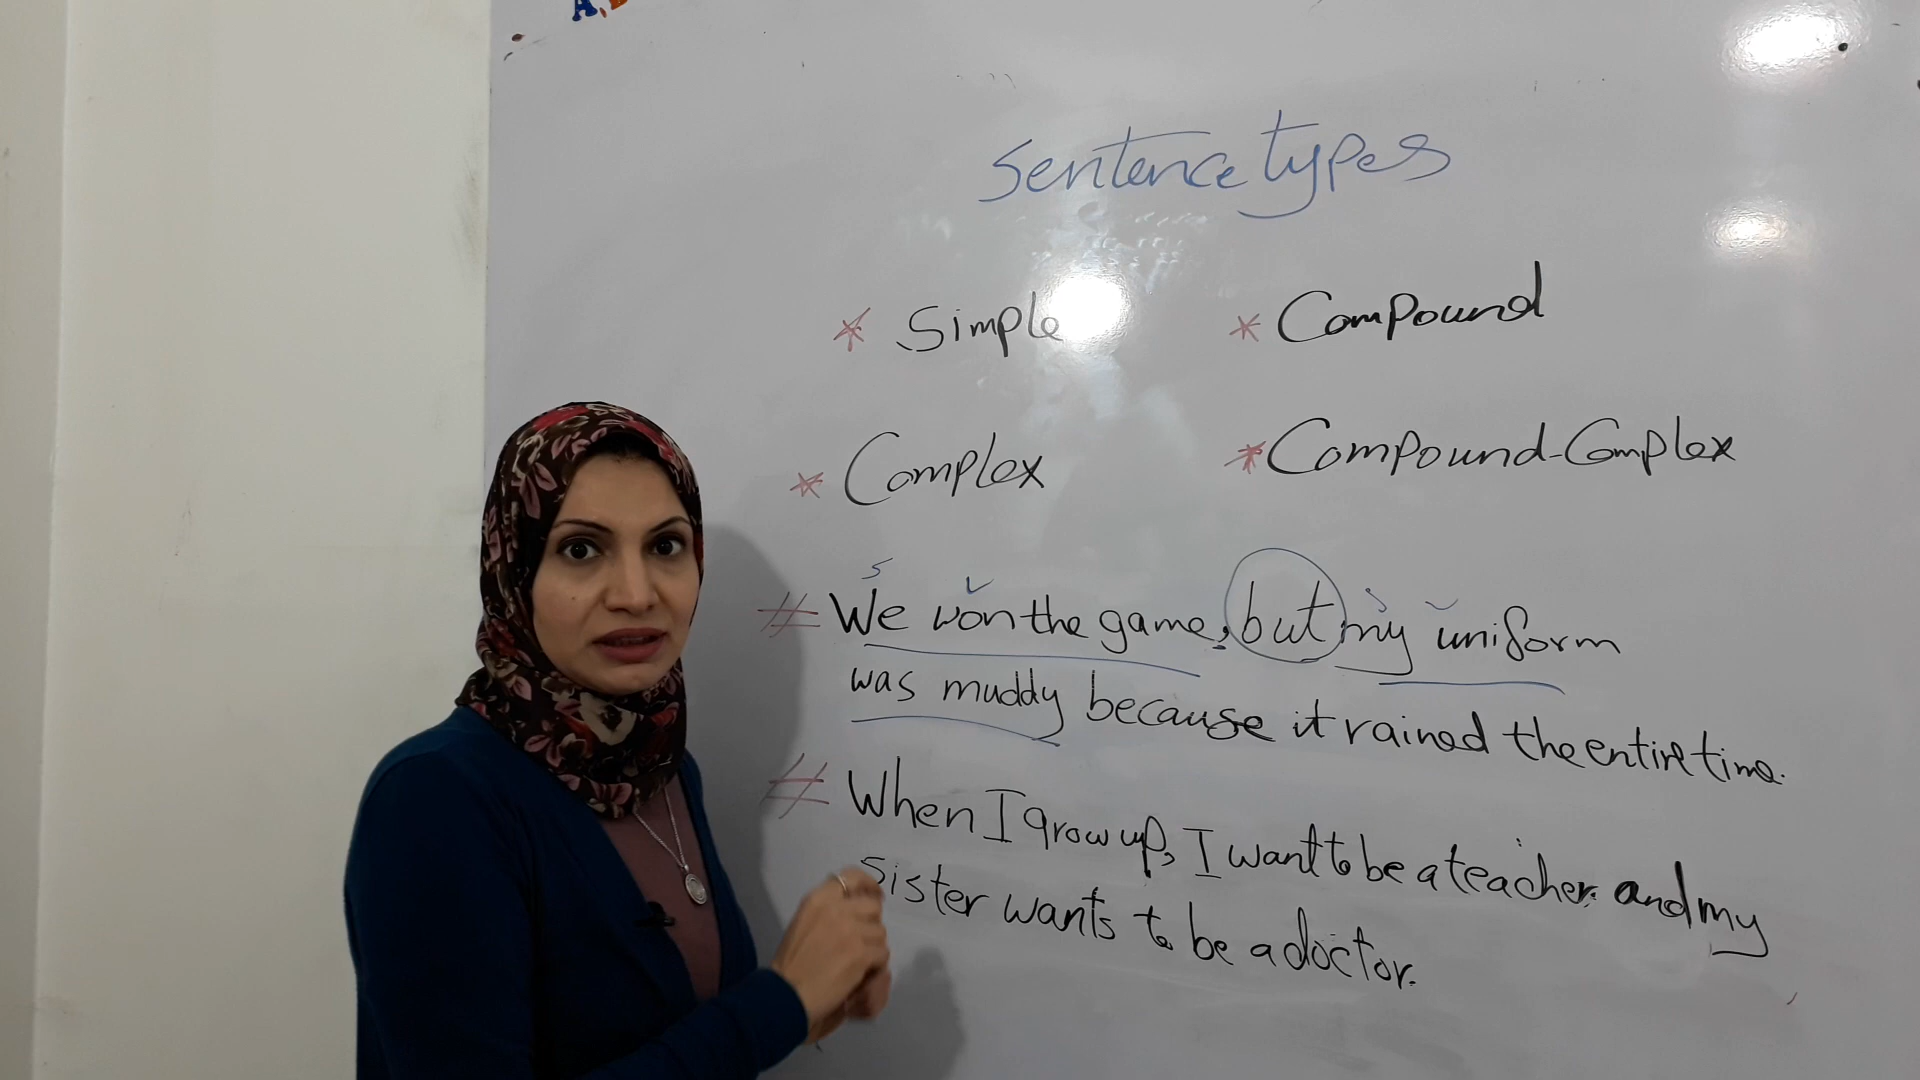 A,
Sentence types
* Simple
* Compound
* Complex
* Compound-Complex
s v s v
# We won the game, but my uniform
was muddy because it rained the entire time.
# When I grow up, I want to be a teacher. and my
sister wants to be a doctor.